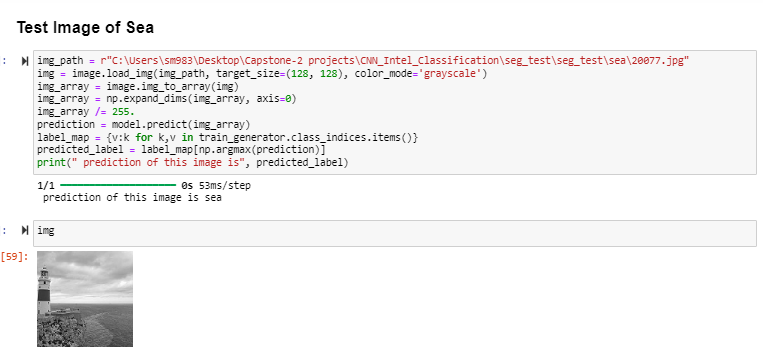 Test Image of Sea
: img_path = r"C:\Users\sm983\Desktop\Capstone-2 projects\CNN_Intel_Classification\seg_test\seg_test\sea\20077.jpg"
img = image.load_img(img_path, target_size=(128, 128), color_mode='grayscale')
img_array = image.img_to_array(img)
img_array = np.expand_dims(img_array, axis=0)
img_array /= 255.
prediction = model.predict(img_array)
label_map = {v:k for k,v in train_generator.class_indices.items()}
predicted_label = label_map[np.argmax(prediction)]
print(" prediction of this image is", predicted_label)
1/1 ━━━━━━━━━━━━━━━━━━━━ 0s 53ms/step
prediction of this image is sea
: img
[59]: